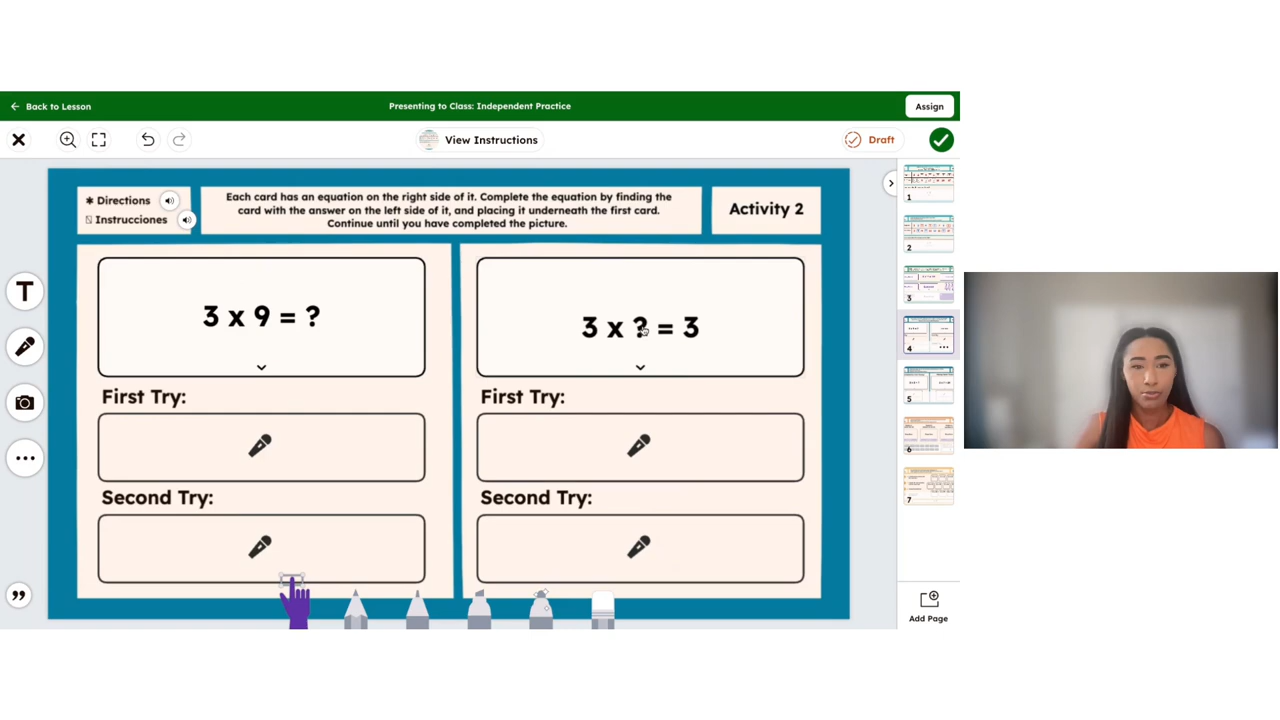 Back to Lesson
Presenting to Class: Independent Practice
Assign
View Instructions
Draft
✱ Directions
Instrucciones
Each card has an equation on the right side of it. Complete the equation by finding the
card with the answer on the left side of it, and placing it underneath the first card.
Continue until you have completed the picture.
Activity 2
3 x 9 = ?
First Try:
Second Try:
3 x ? = 3
First Try:
Second Try:
T
1
2
3
4
5
6
7
Add Page